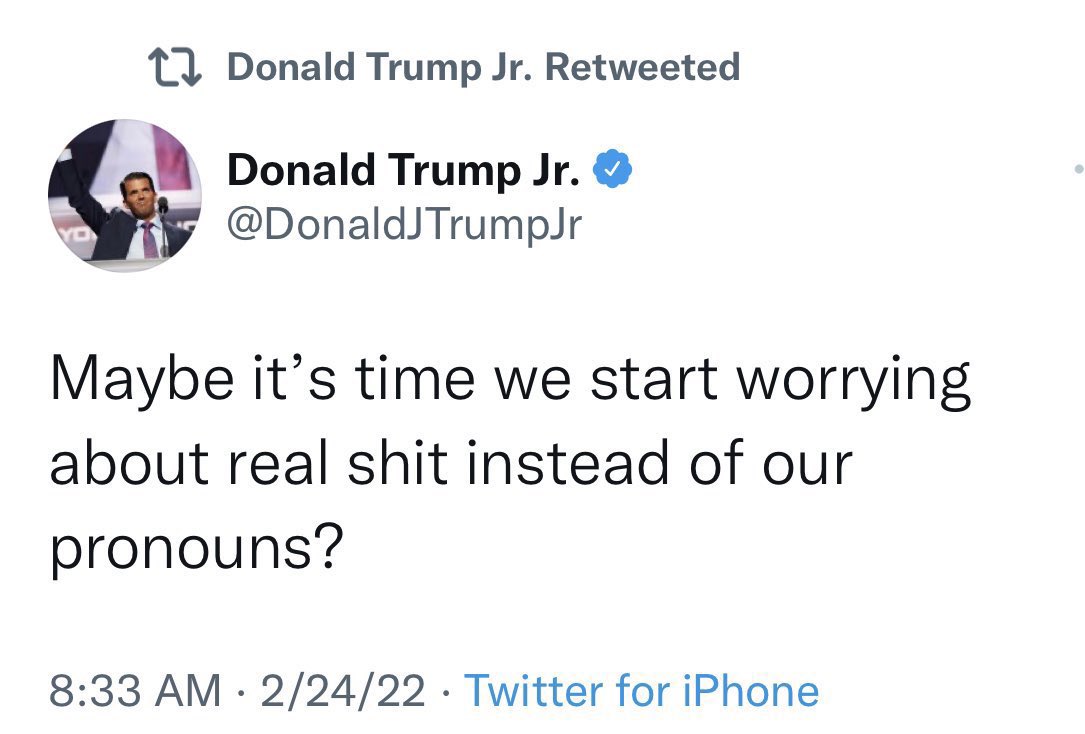 Donald Trump Jr. Retweeted
Donald Trump Jr.
@DonaldJTrumpJr
Maybe it’s time we start worrying
about real shit instead of our
pronouns?
8:33 AM · 2/24/22 · Twitter for iPhone